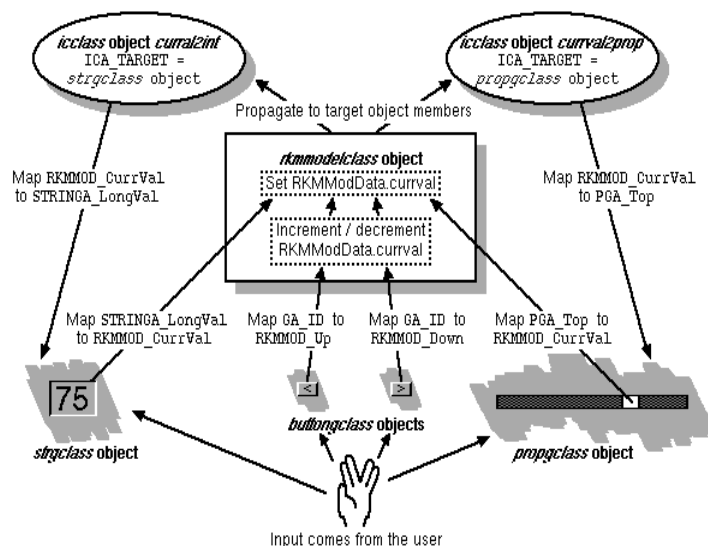 icclass object curral2int
ICA_TARGET =
strgclass object
icclass object currval2prop
ICA_TARGET =
propgclass object
Propagate to target object members
rkmmodelclass object
Set RKMModData.currval
Increment / decrement
RKMModData.currval
Map RKMMOD_CurrVal
to STRINGA_LongVal
Map RKMMOD_CurrVal
to PGA_Top
Map STRINGA_LongVal
to RKMMOD_CurrVal
Map GA_ID to
RKMMOD_Up
Map GA_ID to
RKMMOD_Down
Map PGA_Top to
RKMMOD_CurrVal
75
<
>
strgclass object
buttongclass objects
propgclass object
Input comes from the user